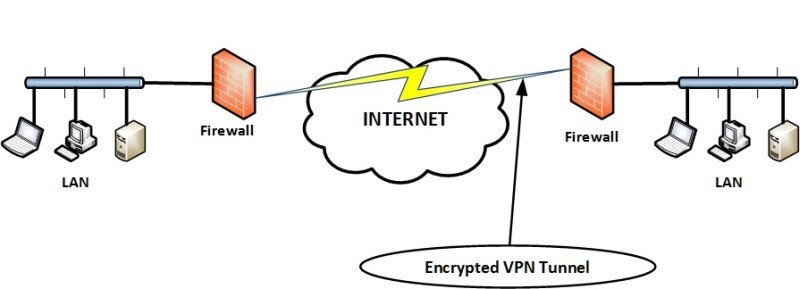 Firewall
INTERNET
Firewall
LAN
LAN
Encrypted VPN Tunnel